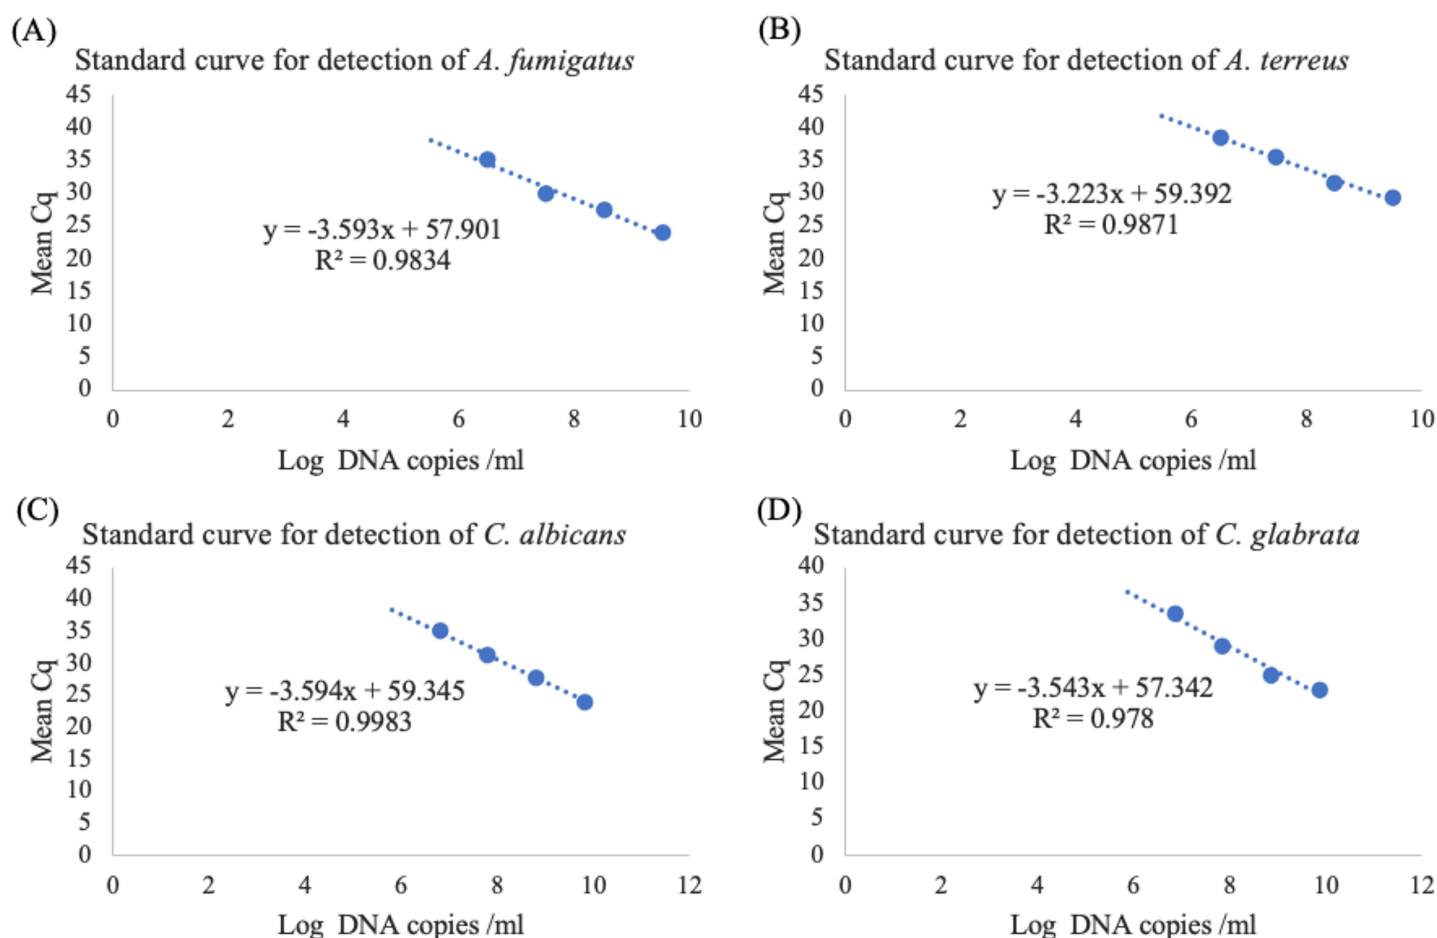 (A)
Standard curve for detection of A. fumigatus
45
40
35
30
25
20
15
10
5
0
Mean Cq
y = -3.593x + 57.901
R² = 0.9834
0 2 4 6 8 10
Log DNA copies /ml
(B)
Standard curve for detection of A. terreus
45
40
35
30
25
20
15
10
5
0
Mean Cq
y = -3.223x + 59.392
R² = 0.9871
0 2 4 6 8 10
Log DNA copies /ml
(C)
Standard curve for detection of C. albicans
45
40
35
30
25
20
15
10
5
0
Mean Cq
y = -3.594x + 59.345
R² = 0.9983
0 2 4 6 8 10 12
Log DNA copies /ml
(D)
Standard curve for detection of C. glabrata
40
35
30
25
20
15
10
5
0
Mean Cq
y = -3.543x + 57.342
R² = 0.978
0 2 4 6 8 10 12
Log DNA copies /ml